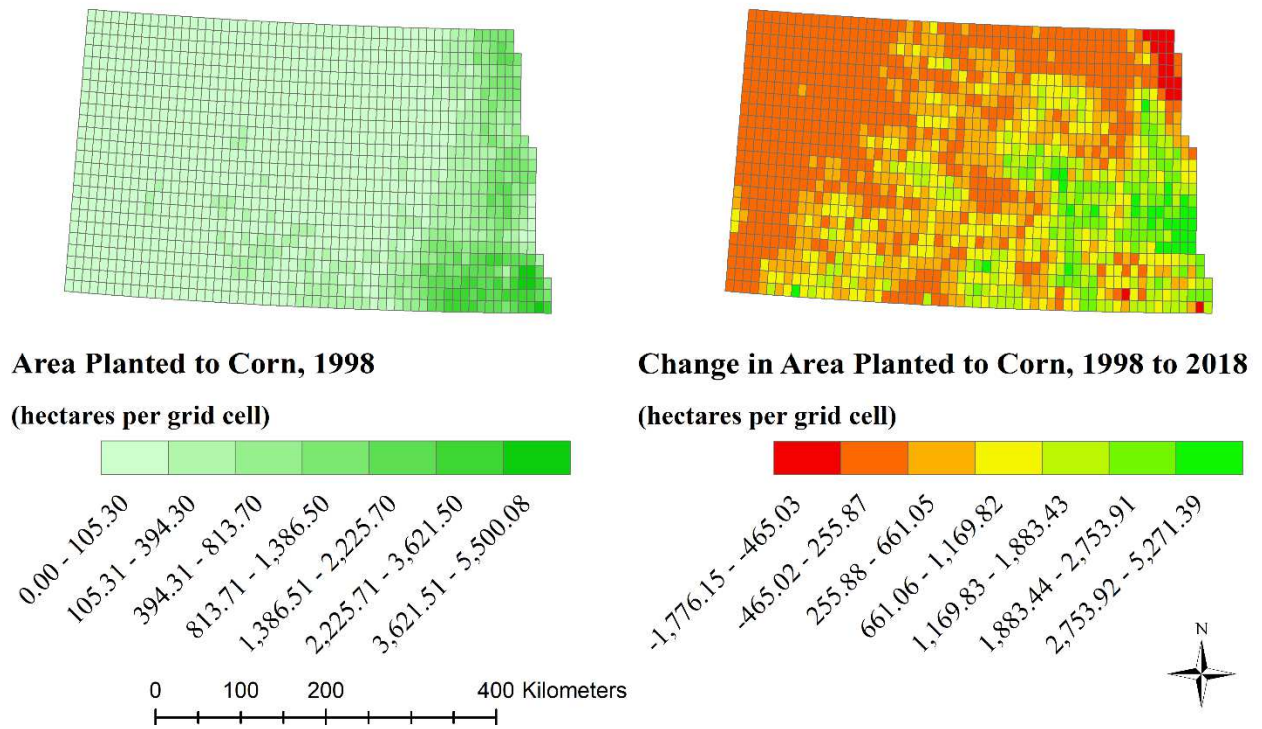 Area Planted to Corn, 1998
(hectares per grid cell)
0.00 - 105.30
105.31 - 394.30
394.31 - 813.70
813.71 - 1,386.50
1,386.51 - 2,225.70
2,225.71 - 3,621.50
3,621.51 - 5,500.08
0 100 200 400 Kilometers
Change in Area Planted to Corn, 1998 to 2018
(hectares per grid cell)
-1,776.15 - -465.03
-465.02 - 255.87
255.88 - 661.05
661.06 - 1,169.82
1,169.83 - 1,883.43
1,883.44 - 2,753.91
2,753.92 - 5,271.39
N